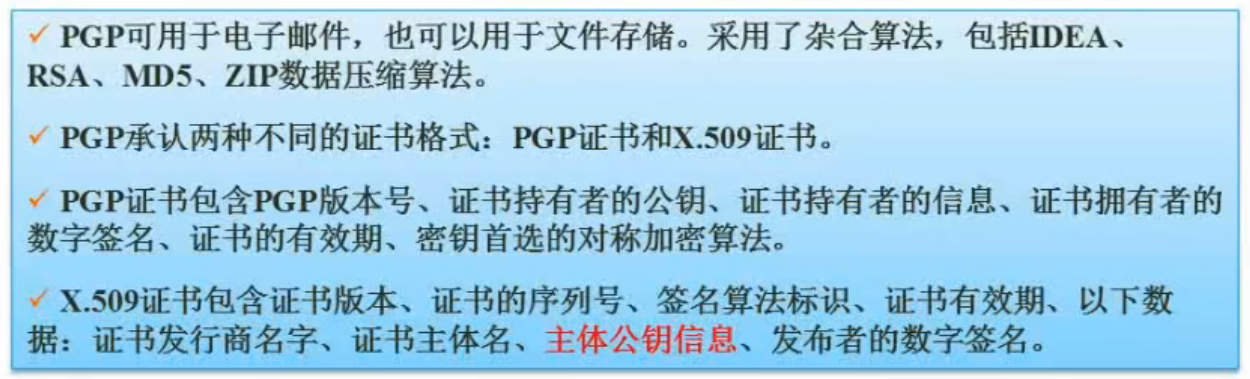 ✓ PGP可用于电子邮件，也可以用于文件存储。采用了杂合算法，包括IDEA、
RSA、MD5、ZIP数据压缩算法。
✓ PGP承认两种不同的证书格式：PGP证书和X.509证书。
✓ PGP证书包含PGP版本号、证书持有者的公钥、证书持有者的信息、证书拥有者的
数字签名、证书的有效期、密钥首选的对称加密算法。
✓ X.509证书包含证书版本、证书的序列号、签名算法标识、证书有效期、以下数
据：证书发行商名字、证书主体名、主体公钥信息、发布者的数字签名。